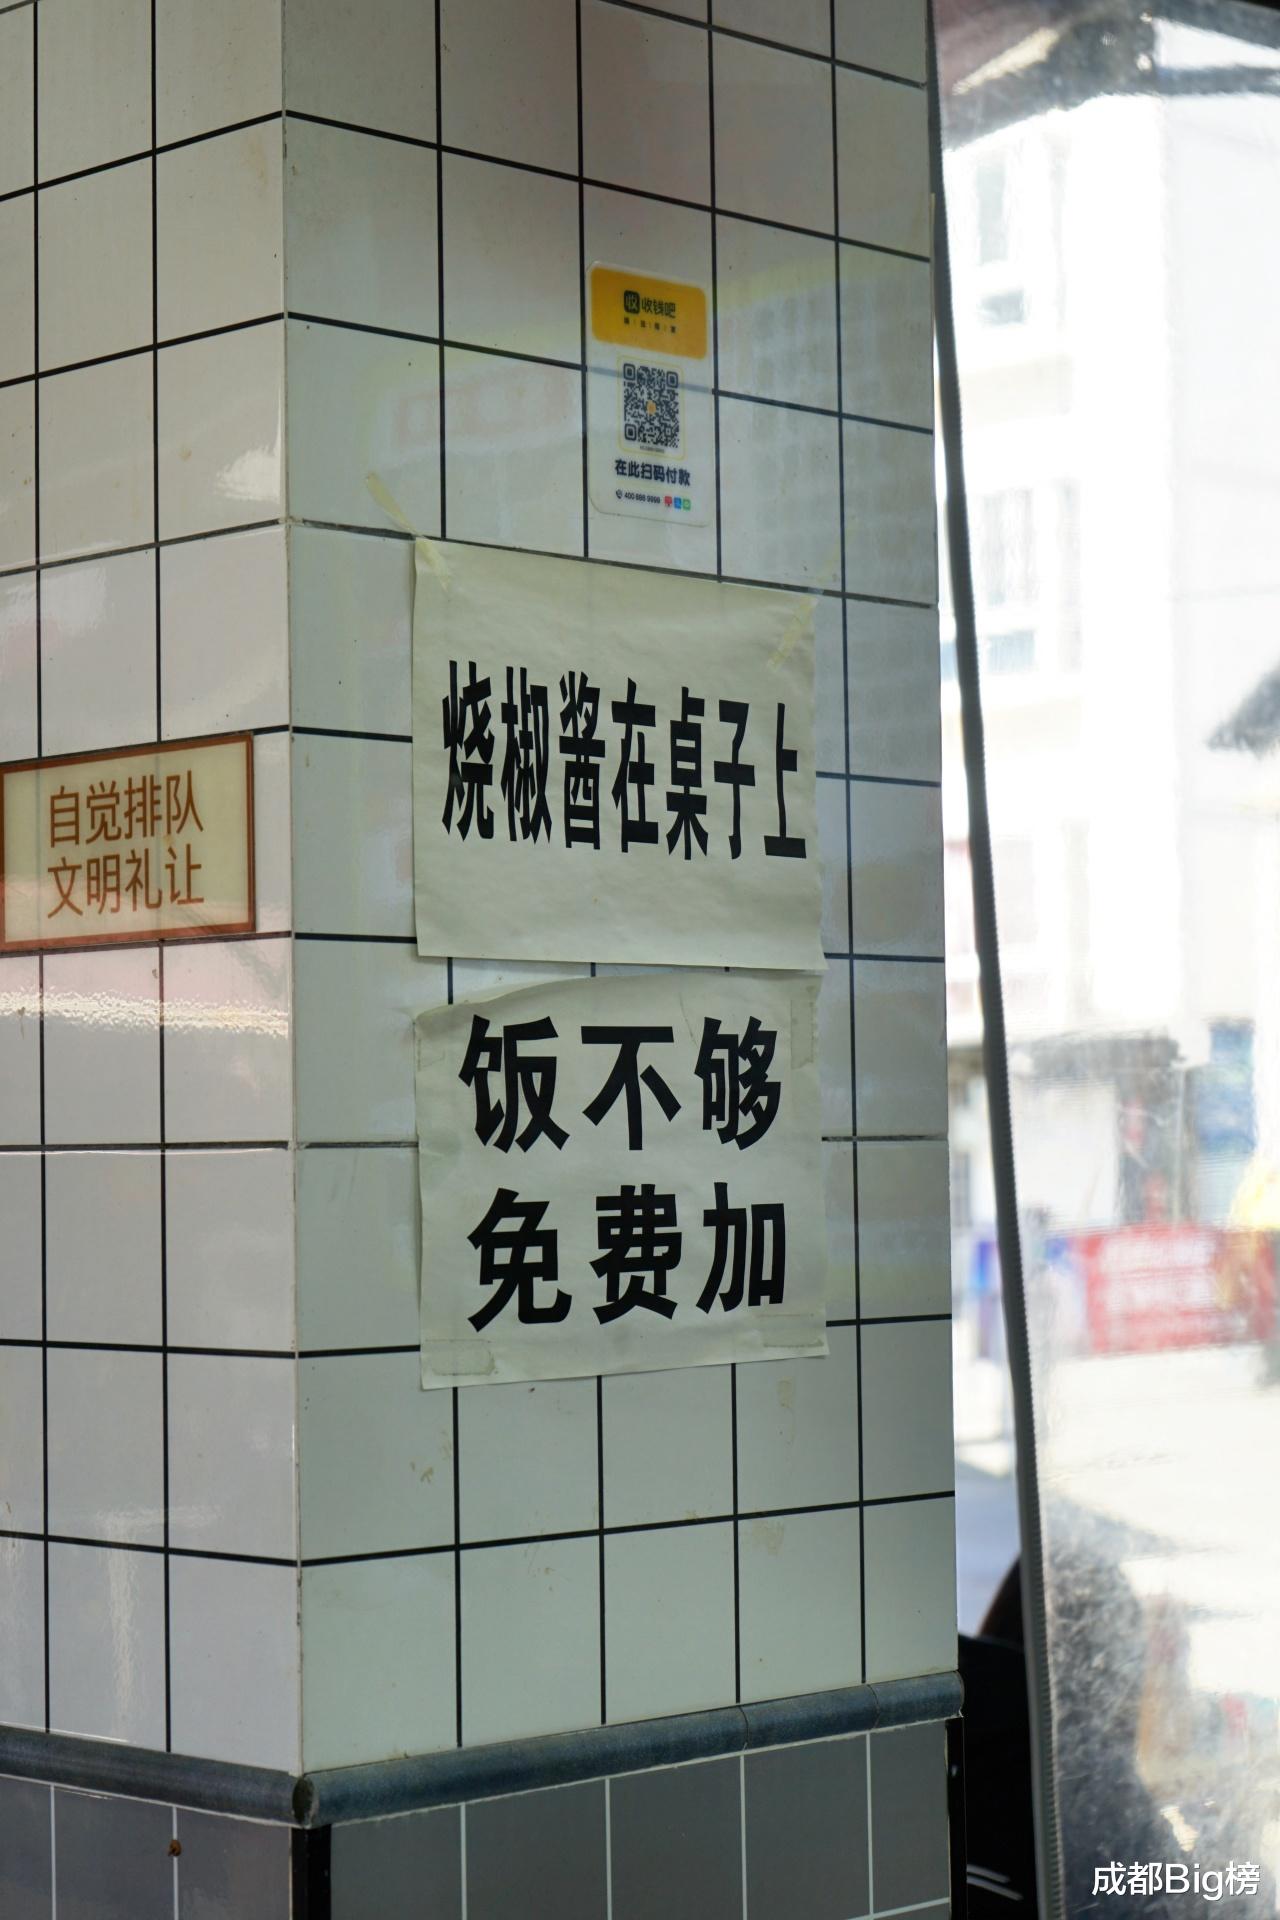 收钱吧
在此扫码付款
烧椒酱在桌子上
自觉排队
文明礼让
饭不够
免费加
成都Big榜